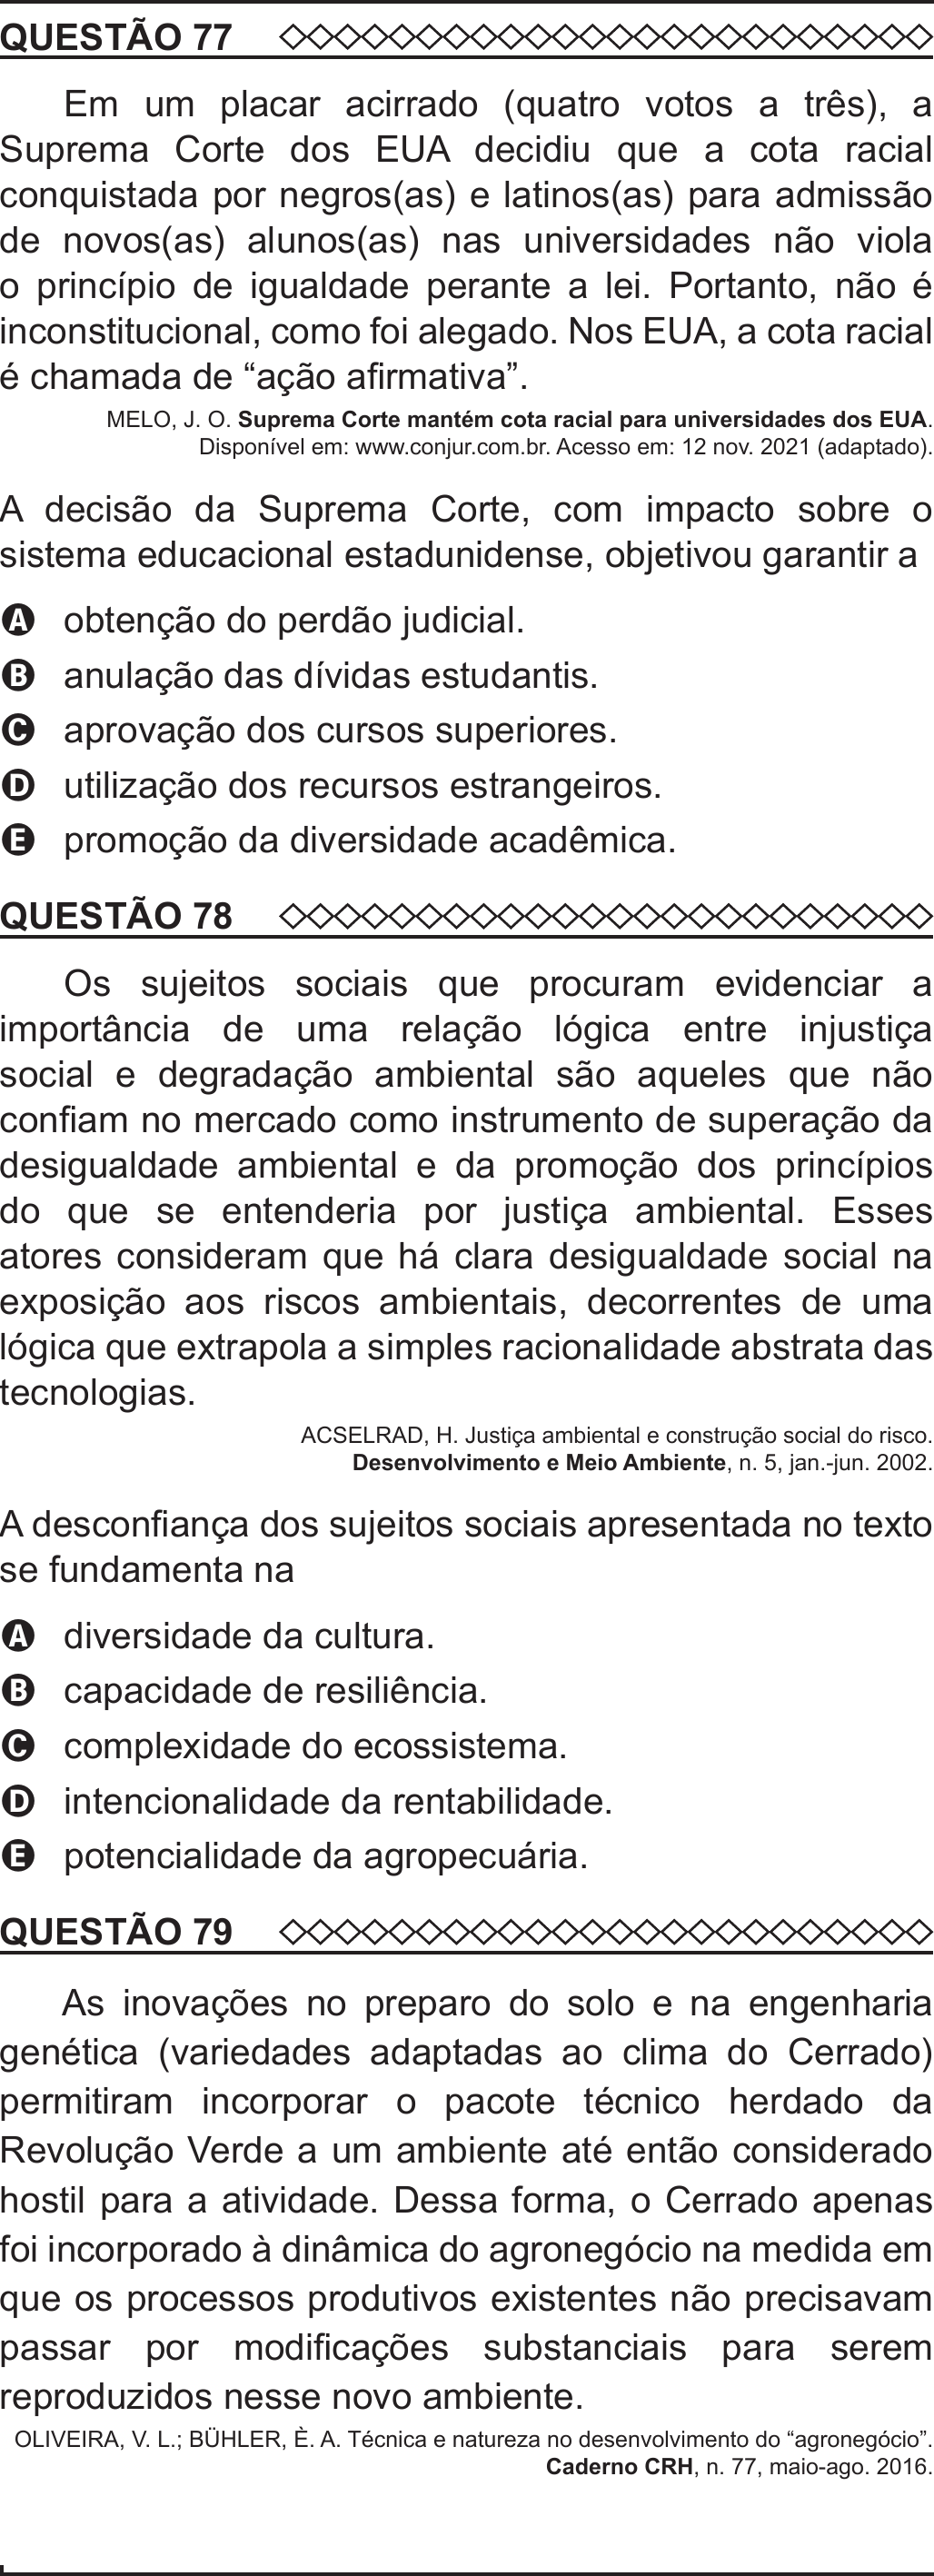 QUESTÃO 77
Em um placar acirrado (quatro votos a três), a
Suprema Corte dos EUA decidiu que a cota racial
conquistada por negros(as) e latinos(as) para admissão
de novos(as) alunos(as) nas universidades não viola
o princípio de igualdade perante a lei. Portanto, não é
inconstitucional, como foi alegado. Nos EUA, a cota racial
é chamada de “ação afirmativa”.
MELO, J. O. Suprema Corte mantém cota racial para universidades dos EUA.
Disponível em: www.conjur.com.br. Acesso em: 12 nov. 2021 (adaptado).
A decisão da Suprema Corte, com impacto sobre o
sistema educacional estadunidense, objetivou garantir a
A obtenção do perdão judicial.
B anulação das dívidas estudantis.
C aprovação dos cursos superiores.
D utilização dos recursos estrangeiros.
E promoção da diversidade acadêmica.
QUESTÃO 78
Os sujeitos sociais que procuram evidenciar a
importância de uma relação lógica entre injustiça
social e degradação ambiental são aqueles que não
confiam no mercado como instrumento de superação da
desigualdade ambiental e da promoção dos princípios
do que se entenderia por justiça ambiental. Esses
atores consideram que há clara desigualdade social na
exposição aos riscos ambientais, decorrentes de uma
lógica que extrapola a simples racionalidade abstrata das
tecnologias.
ACSELRAD, H. Justiça ambiental e construção social do risco.
Desenvolvimento e Meio Ambiente, n. 5, jan.-jun. 2002.
A desconfiança dos sujeitos sociais apresentada no texto
se fundamenta na
A diversidade da cultura.
B capacidade de resiliência.
C complexidade do ecossistema.
D intencionalidade da rentabilidade.
E potencialidade da agropecuária.
QUESTÃO 79
As inovações no preparo do solo e na engenharia
genética (variedades adaptadas ao clima do Cerrado)
permitiram incorporar o pacote técnico herdado da
Revolução Verde a um ambiente até então considerado
hostil para a atividade. Dessa forma, o Cerrado apenas
foi incorporado à dinâmica do agronegócio na medida em
que os processos produtivos existentes não precisavam
passar por modificações substanciais para serem
reproduzidos nesse novo ambiente.
OLIVEIRA, V. L.; BÜHLER, È. A. Técnica e natureza no desenvolvimento do “agronegócio”.
Caderno CRH, n. 77, maio-ago. 2016.